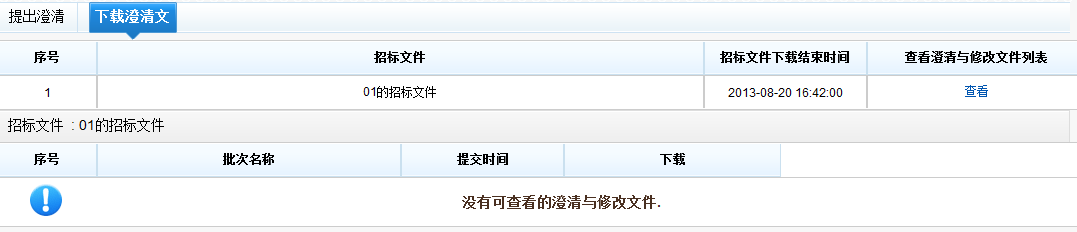 提出澄清 下载澄清文
序号 招标文件 招标文件下载结束时间 查看澄清与修改文件列表
1 01的招标文件 2013-08-20 16:42:00 查看
招标文件 : 01的招标文件
序号 批次名称 提交时间 下载
没有可查看的澄清与修改文件.